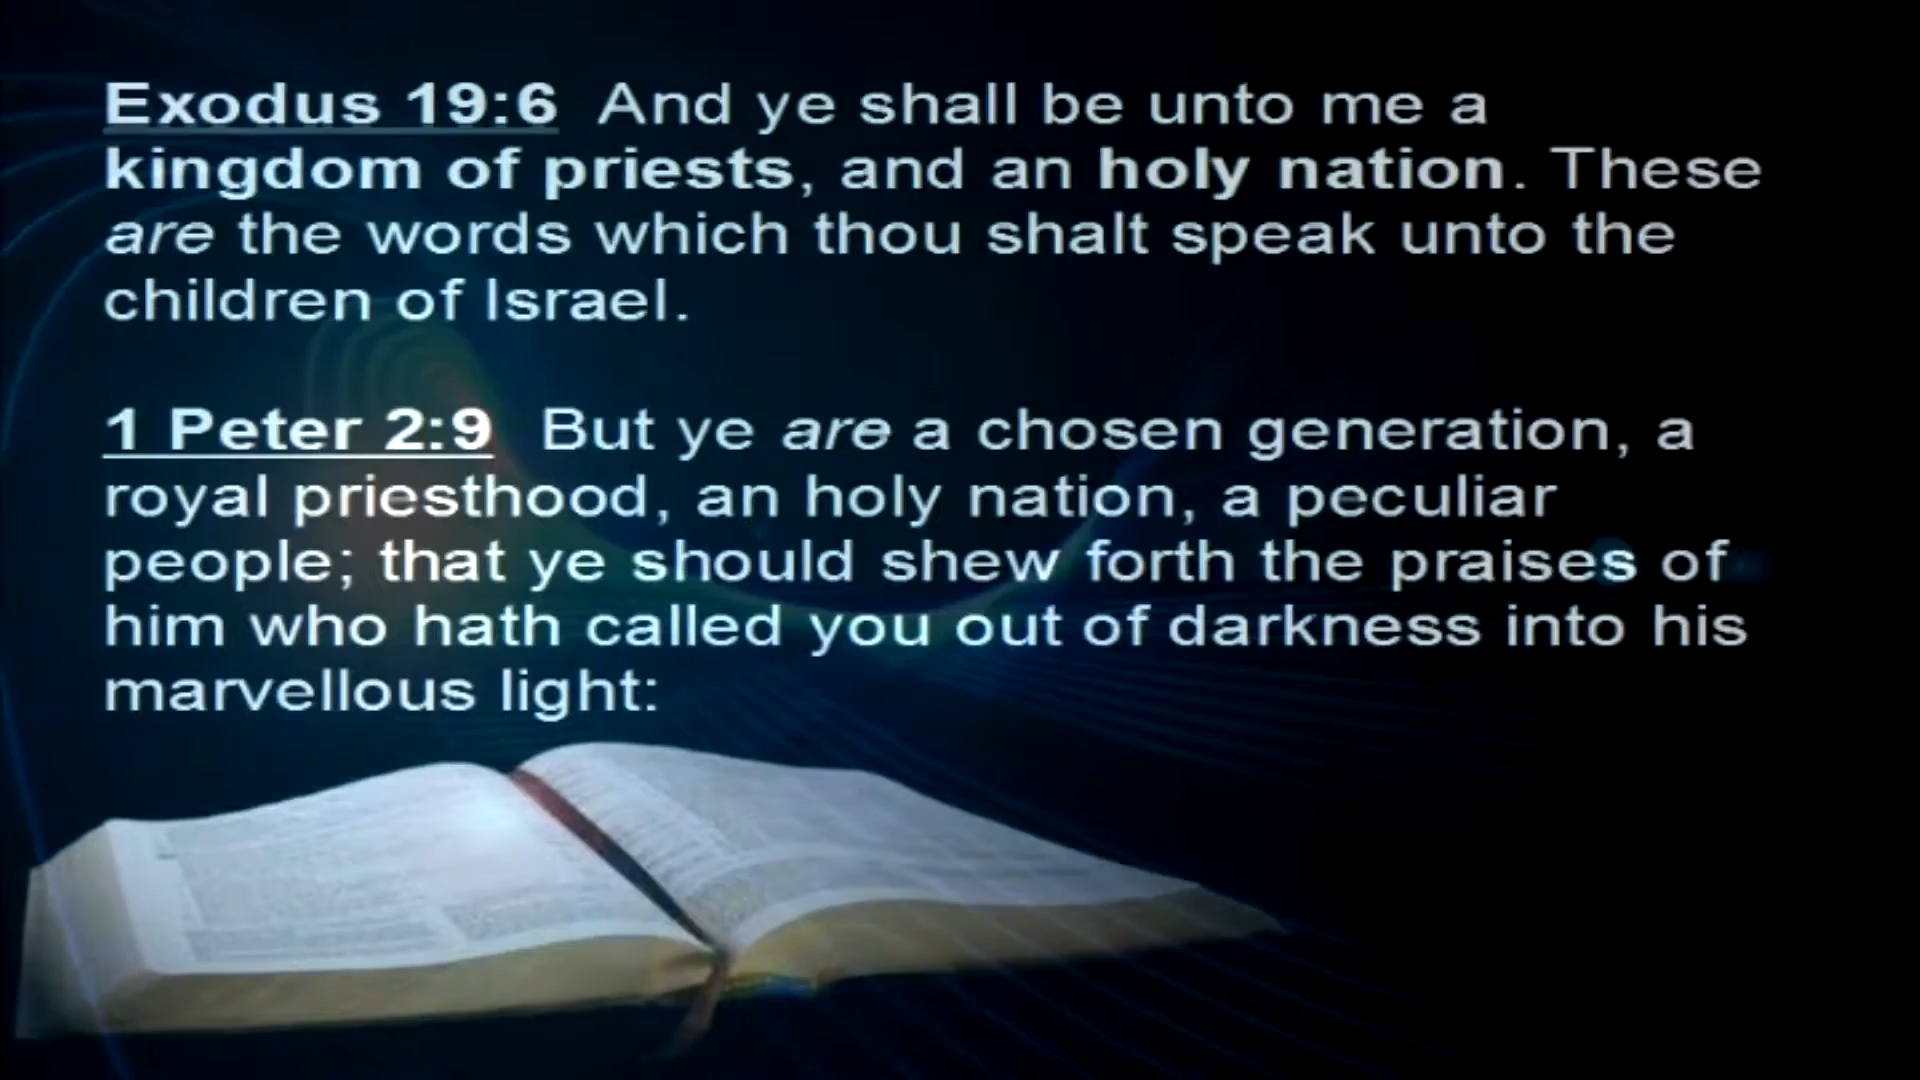 Exodus 19:6 And ye shall be unto me a
kingdom of priests, and an holy nation. These
are the words which thou shalt speak unto the
children of Israel.
1 Peter 2:9 But ye are a chosen generation, a
royal priesthood, an holy nation, a peculiar
people; that ye should shew forth the praises of
him who hath called you out of darkness into his
marvellous light: